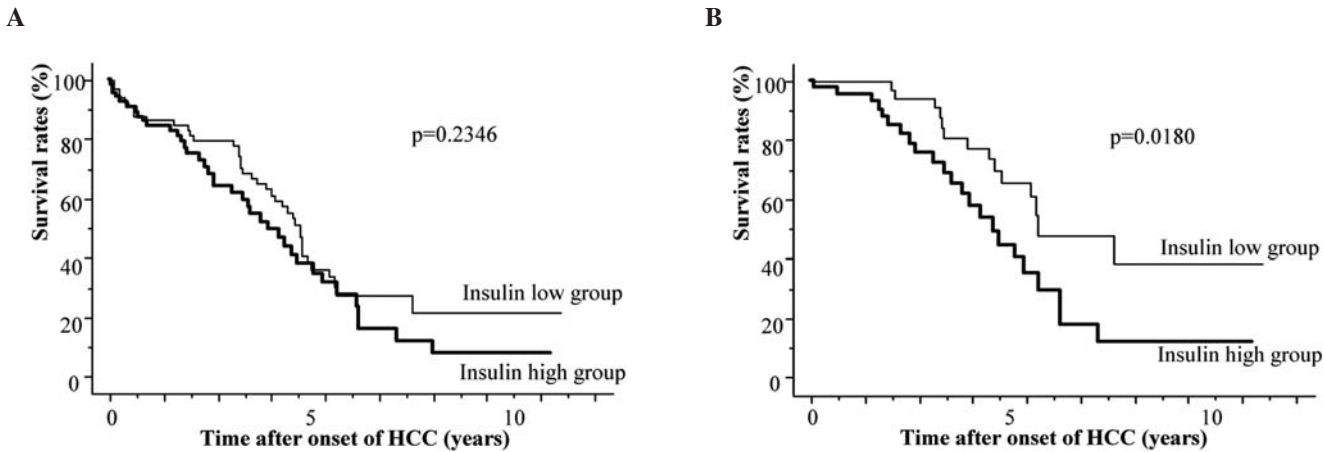 A
Survival rates (%)
100
80
60
40
20
0
p=0.2346
Insulin low group
Insulin high group
0 5 10
Time after onset of HCC (years)
B
Survival rates (%)
100
80
60
40
20
0
p=0.0180
Insulin low group
Insulin high group
0 5 10
Time after onset of HCC (years)